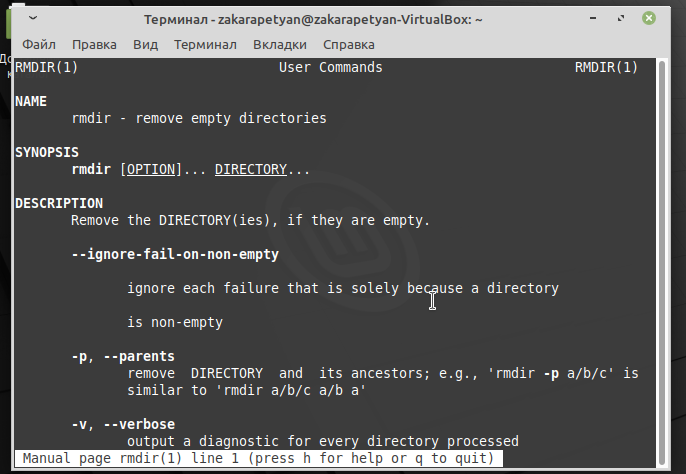 Терминал - zakarapetyan@zakarapetyan-VirtualBox: ~
Файл Правка Вид Терминал Вкладки Справка
RMDIR(1) User Commands RMDIR(1)
NAME
rmdir - remove empty directories
SYNOPSIS
rmdir [OPTION]... DIRECTORY...
DESCRIPTION
Remove the DIRECTORY(ies), if they are empty.
--ignore-fail-on-non-empty
ignore each failure that is solely because a directory
is non-empty
-p, --parents
remove DIRECTORY and its ancestors; e.g., 'rmdir -p a/b/c' is
similar to 'rmdir a/b/c a/b a'
-v, --verbose
output a diagnostic for every directory processed
Manual page rmdir(1) line 1 (press h for help or q to quit)